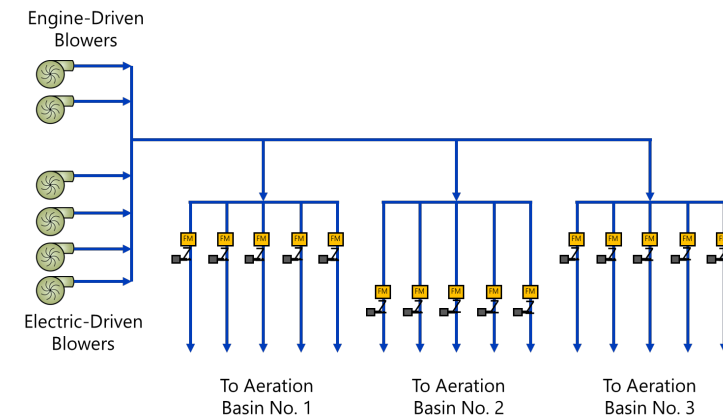 Engine-Driven
Blowers
FM FM FM FM FM FM FM FM FM
FM FM FM FM FM
Electric-Driven
Blowers
To Aeration
Basin No. 1
To Aeration
Basin No. 2
To Aeration
Basin No. 3